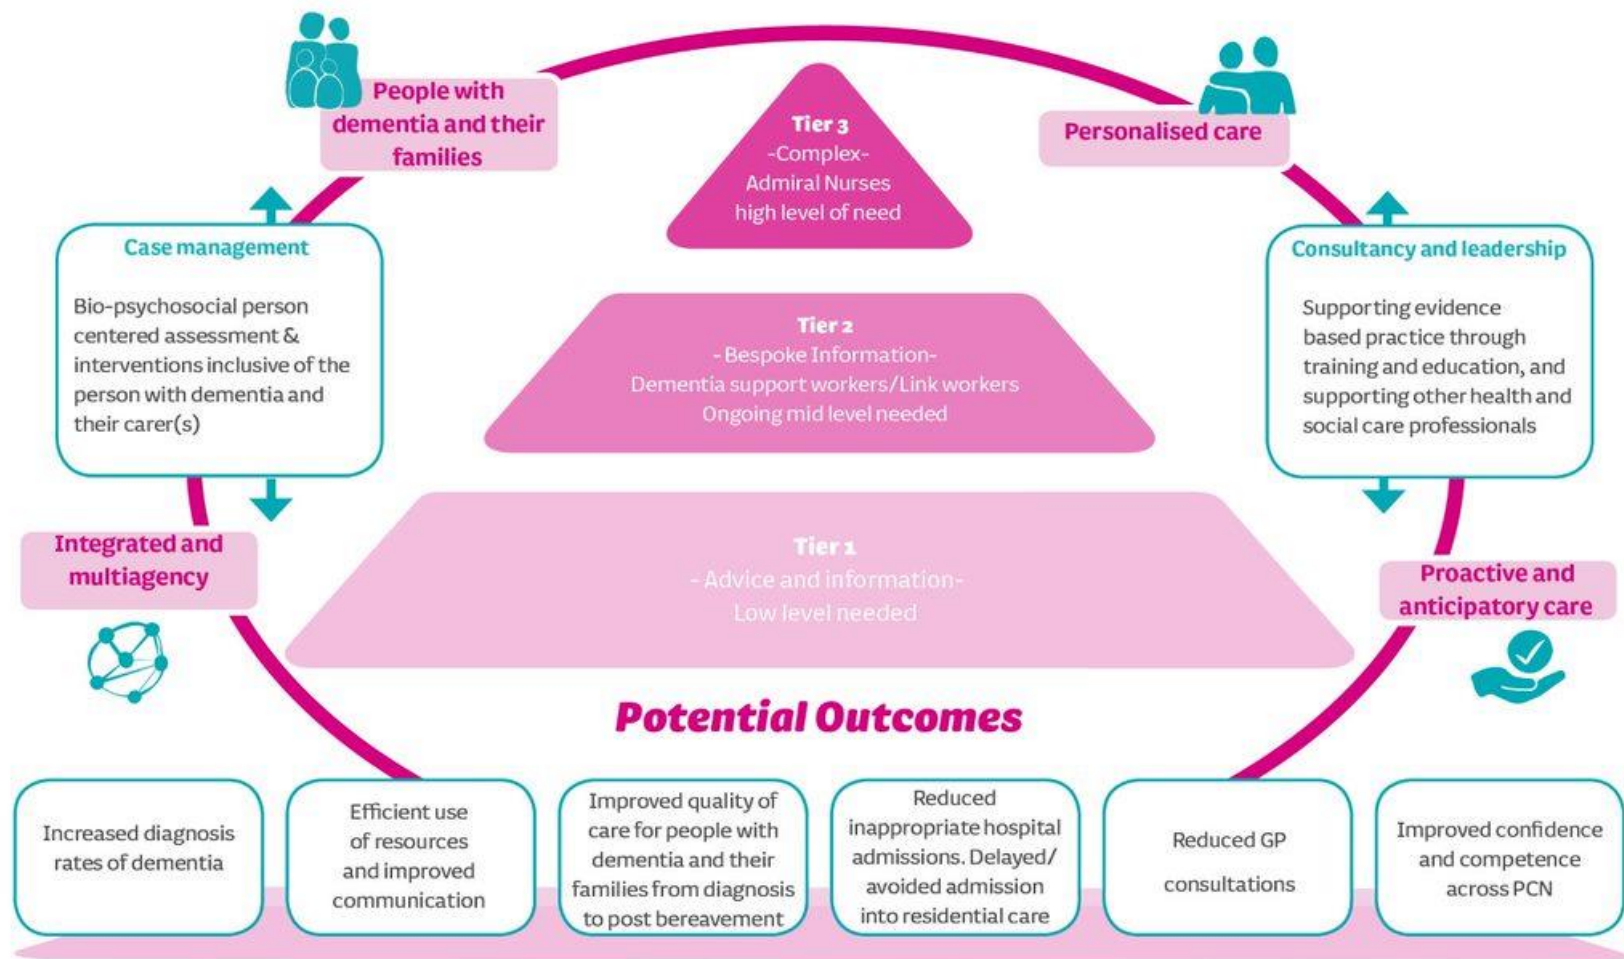 People with
dementia and their
families
Personalised care
Tier 3
-Complex-
Admiral Nurses
high level of need
Case management
Bio-psychosocial person
centered assessment &
interventions inclusive of the
person with dementia and
their carer(s)
Consultancy and leadership
Supporting evidence
based practice through
training and education, and
supporting other health and
social care professionals
Tier 2
- Bespoke Information-
Dementia support workers/Link workers
Ongoing mid level needed
Integrated and
multiagency
Tier 1
- Advice and information-
Low level needed
Proactive and
anticipatory care
Potential Outcomes
Increased diagnosis
rates of dementia
Efficient use
of resources
and improved
communication
Improved quality of
care for people with
dementia and their
families from diagnosis
to post bereavement
Reduced
inappropriate hospital
admissions. Delayed/
avoided admission
into residential care
Reduced GP
consultations
Improved confidence
and competence
across PCN